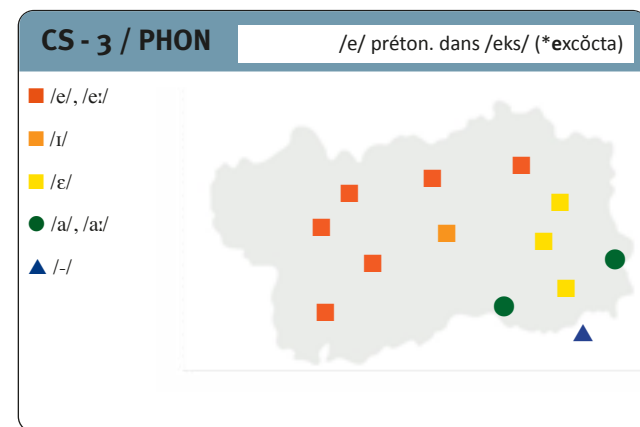 CS - 3 / PHON
/e/ préton. dans /eks/ (*excŏcta)
/e/, /eː/
/ɪ/
/ɛ/
/a/, /aː/
/-/